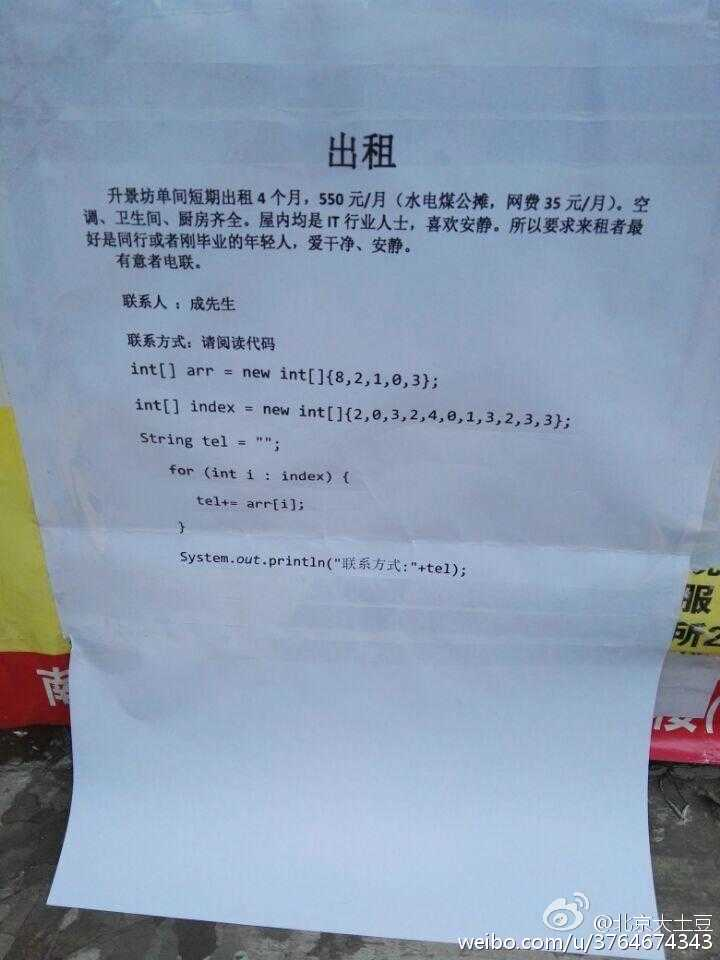 出租
升景坊单间短期出租 4 个月，550 元/月（水电煤公摊，网费 35 元/月）。空
调、卫生间、厨房齐全。屋内均是 IT 行业人士，喜欢安静。所以要求来租者最
好是同行或者刚毕业的年轻人，爱干净、安静。
有意者电联。
联系人 ：成先生
联系方式：请阅读代码
int[] arr = new int[]{8,2,1,0,3};
int[] index = new int[]{2,0,3,2,4,0,1,3,2,3,3};
String tel = "";
for (int i : index) {
tel+= arr[i];
}
System.out.println("联系方式:"+tel);
服
所2
南
@北京大土豆
weibo.com/u/3764674343